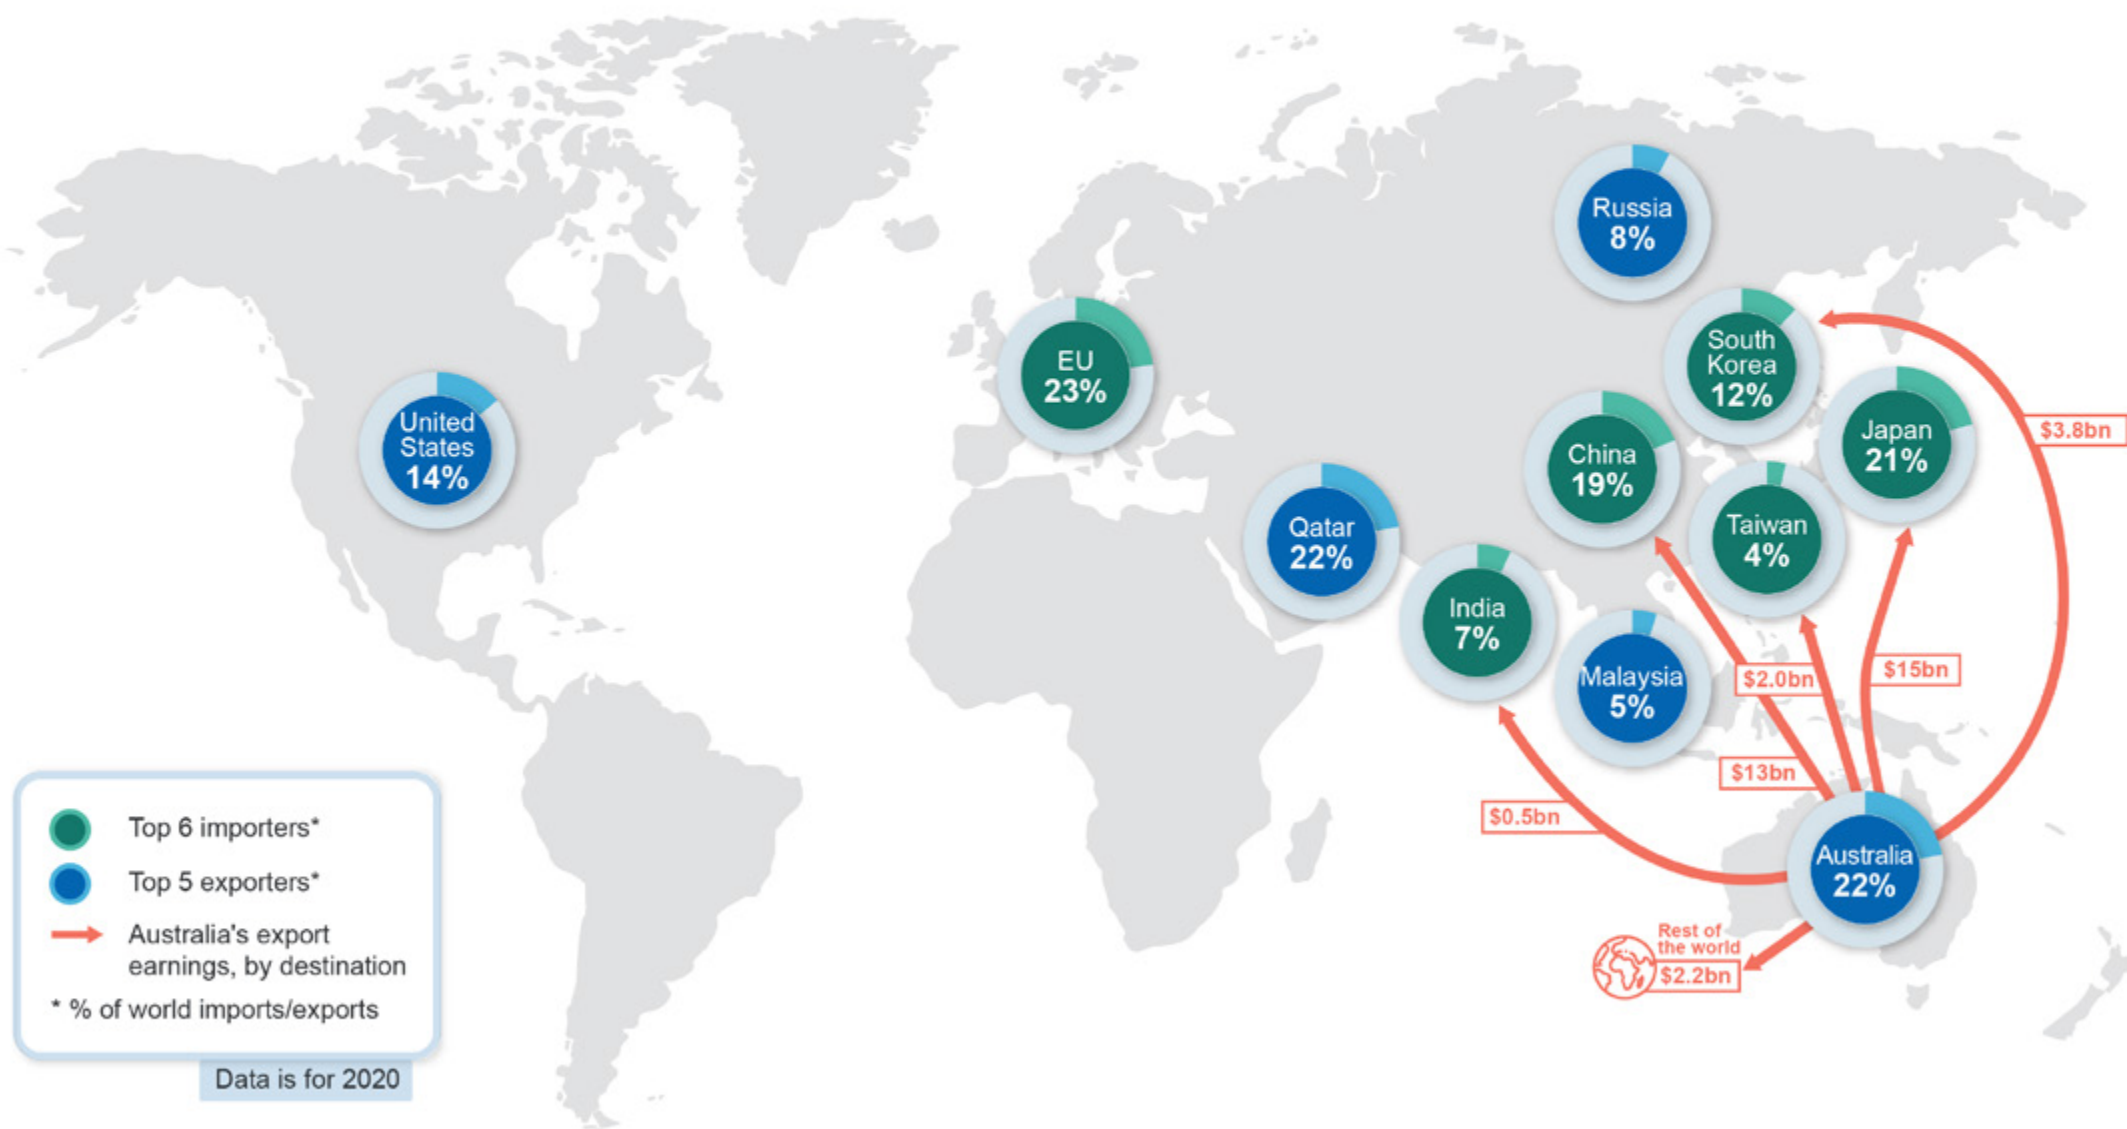 Russia
8%
South
Korea
12%
EU
23%
United
States
14%
China
19%
Japan
21%
$3.8bn
Qatar
22%
Taiwan
4%
India
7%
Malaysia
5%
$2.0bn
$15bn
$13bn
$0.5bn
Australia
22%
Rest of
the world
$2.2bn
Top 6 importers*
Top 5 exporters*
Australia's export
earnings, by destination
* % of world imports/exports
Data is for 2020